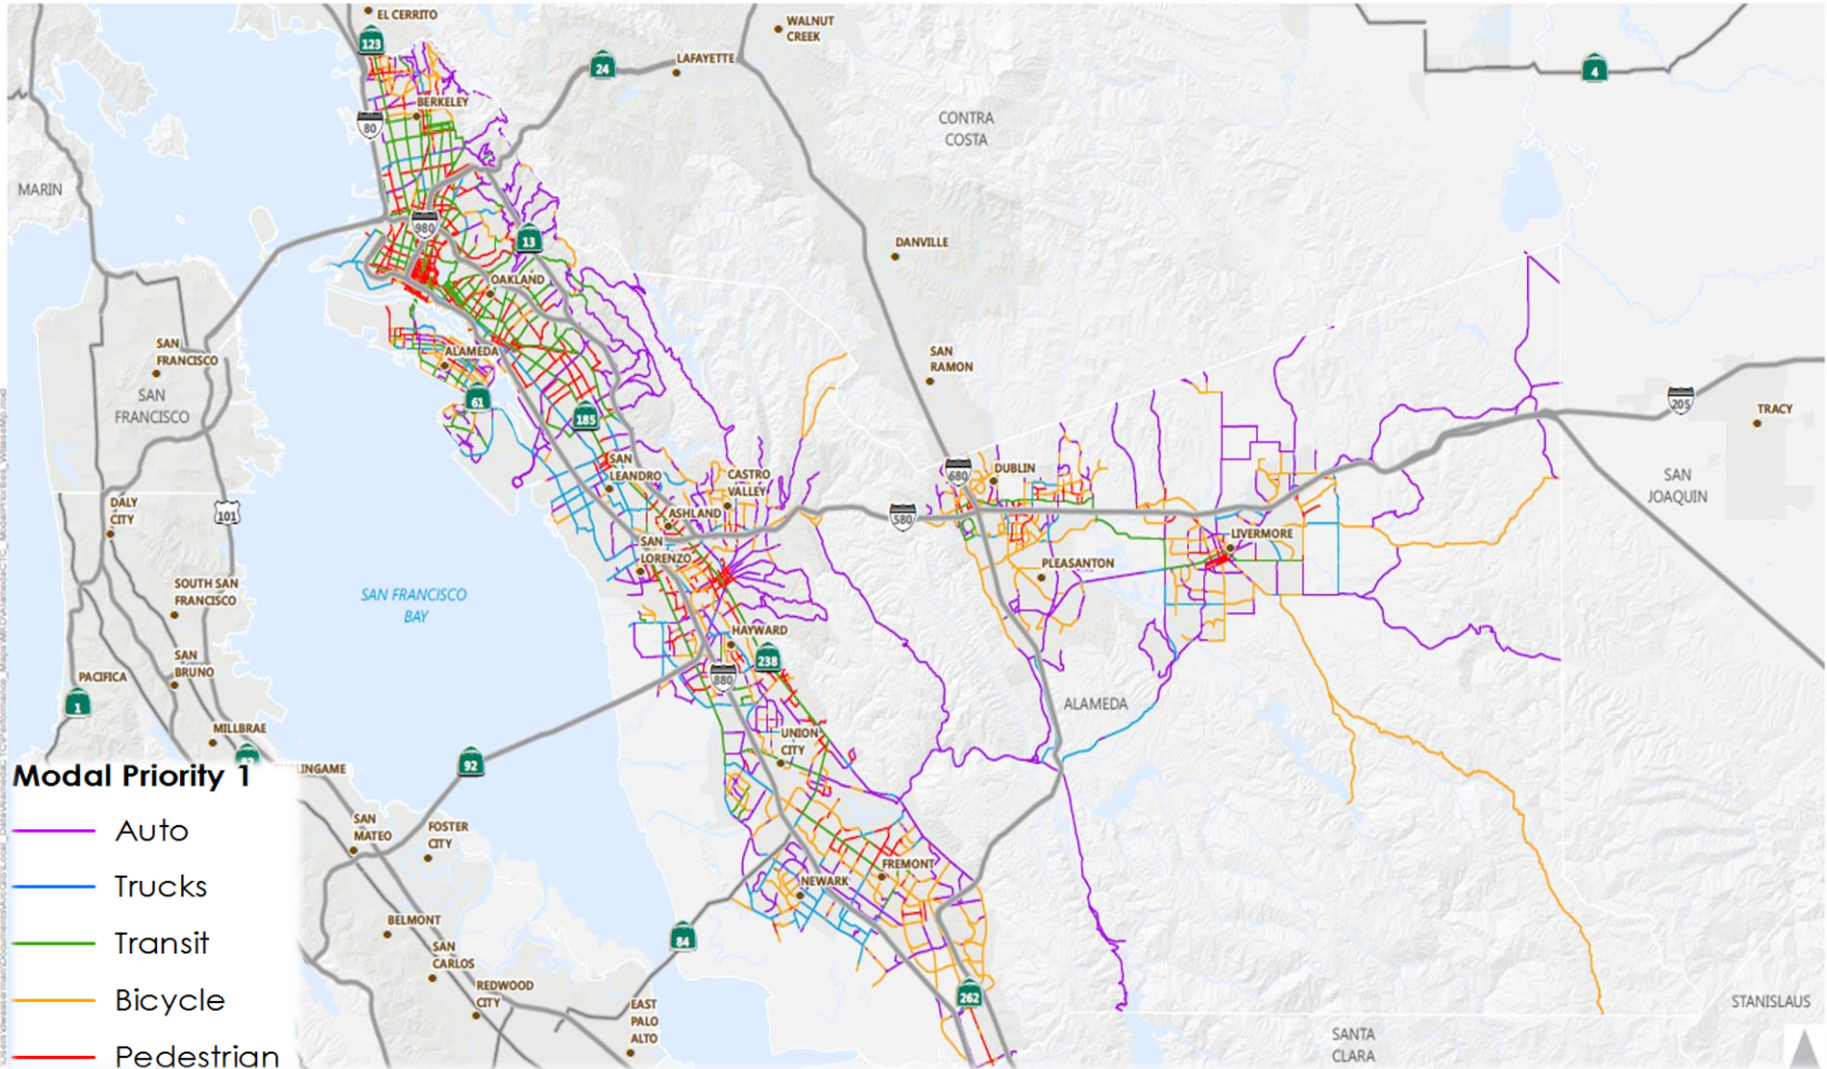 EL CERRITO
123
WALNUT
CREEK
24
LAFAYETTE
4
BERKELEY
80
CONTRA
COSTA
MARIN
980
13
DANVILLE
OAKLAND
SAN
FRANCISCO
ALAMEDA
SAN
RAMON
SAN
FRANCISCO
61
185
205
TRACY
SAN
LEANDRO
CASTRO
VALLEY
680
DUBLIN
SAN
JOAQUIN
DALY
CITY
101
ASHLAND
580
SAN
LORENZO
LIVERMORE
PLEASANTON
SOUTH SAN
FRANCISCO
SAN FRANCISCO
BAY
HAYWARD
238
SAN
BRUNO
PACIFICA
880
1
ALAMEDA
MILLBRAE
UNION
CITY
92
Modal Priority 1
Auto
Trucks
Transit
Bicycle
Pedestrian
SAN
MATEO
FOSTER
CITY
FREMONT
NEWARK
BELMONT
84
SAN
CARLOS
REDWOOD
CITY
262
EAST
PALO
ALTO
STANISLAUS
SANTA
CLARA